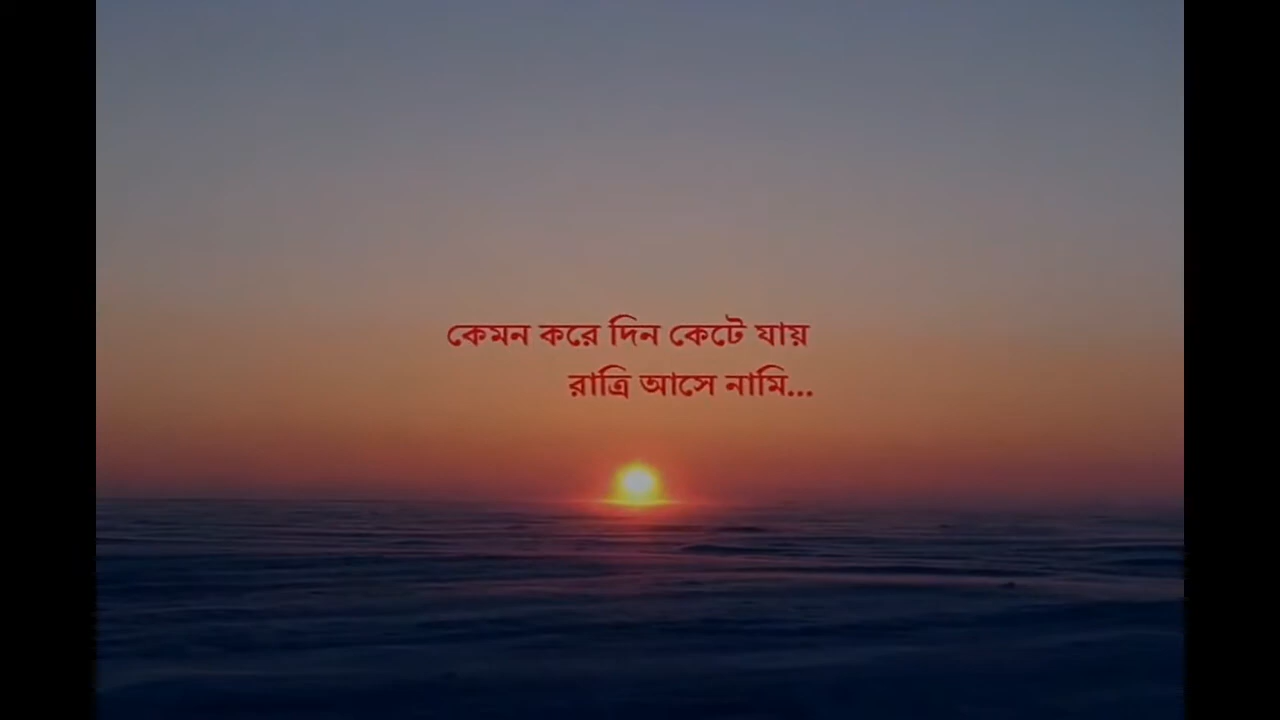 কেমন করে দিন কেটে যায়
রাত্রি আসে নামি...